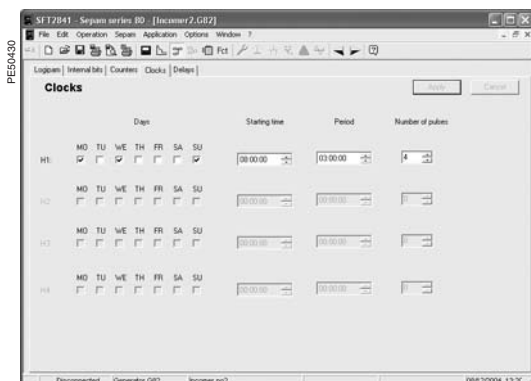 PE50430
SFT2841 - Sepam series 80 - [Incomer2.G82]
File Edit Operation Sepam Application Options Window ?
Fct
Logipam Internal bits Counters Clocks Delays
Clocks
Apply Cancel
Days Starting time Period Number of pulses
MO TU WE TH FR SA SU
H1: 08:00:00 03:00:00 4
MO TU WE TH FR SA SU
H2 00:00:00 00:00:00 0
MO TU WE TH FR SA SU
H3 00:00:00 00:00:00 0
MO TU WE TH FR SA SU
H4 00:00:00 00:00:00 0
Disconnected Generator G82 Incomer no2